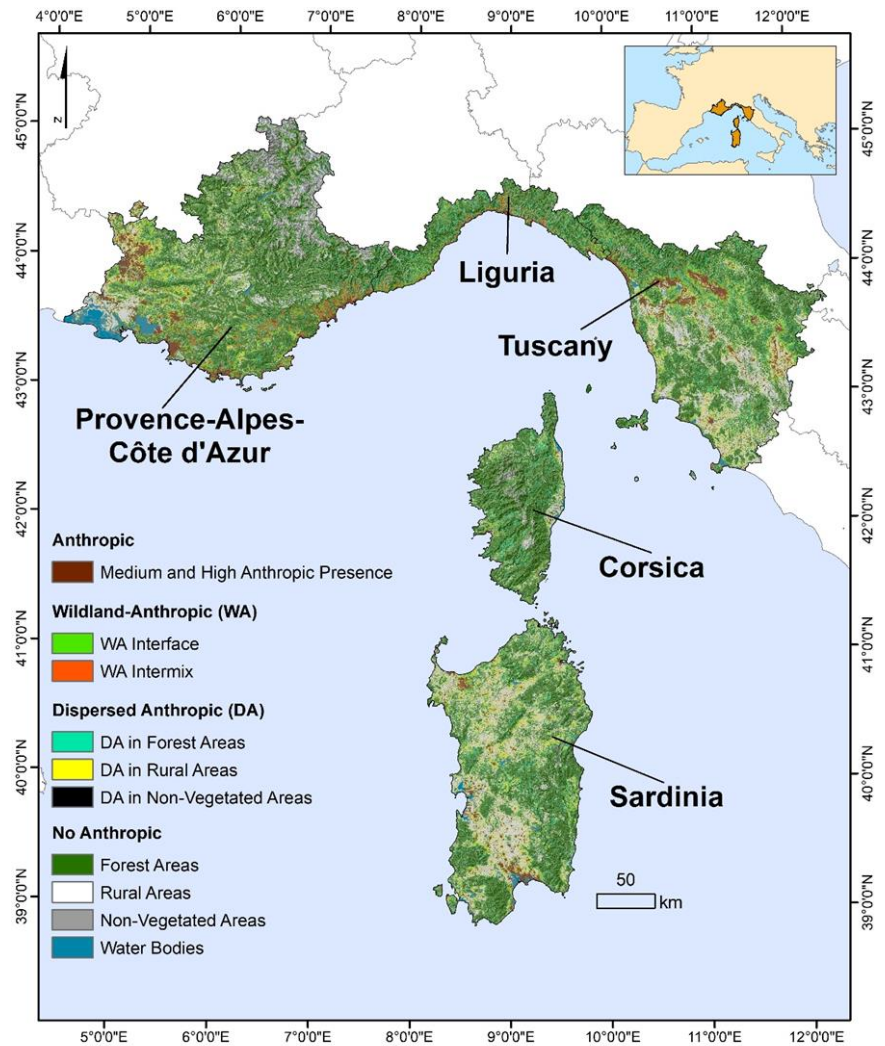 4°0'0"E 5°0'0"E 6°0'0"E 7°0'0"E 8°0'0"E 9°0'0"E 10°0'0"E 11°0'0"E 12°0'0"E
N
45°0'0"N
45°0'0"N
44°0'0"N
44°0'0"N
Liguria
Tuscany
43°0'0"N
43°0'0"N
Provence-Alpes-
Côte d'Azur
42°0'0"N
42°0'0"N
Corsica
Anthropic
Medium and High Anthropic Presence
Wildland-Anthropic (WA)
41°0'0"N
41°0'0"N
WA Interface
WA Intermix
Dispersed Anthropic (DA)
DA in Forest Areas
DA in Rural Areas
40°0'0"N
40°0'0"N
DA in Non-Vegetated Areas
Sardinia
No Anthropic
Forest Areas
Rural Areas
Non-Vegetated Areas
Water Bodies
39°0'0"N
39°0'0"N
50
km
5°0'0"E 6°0'0"E 7°0'0"E 8°0'0"E 9°0'0"E 10°0'0"E 11°0'0"E 12°0'0"E